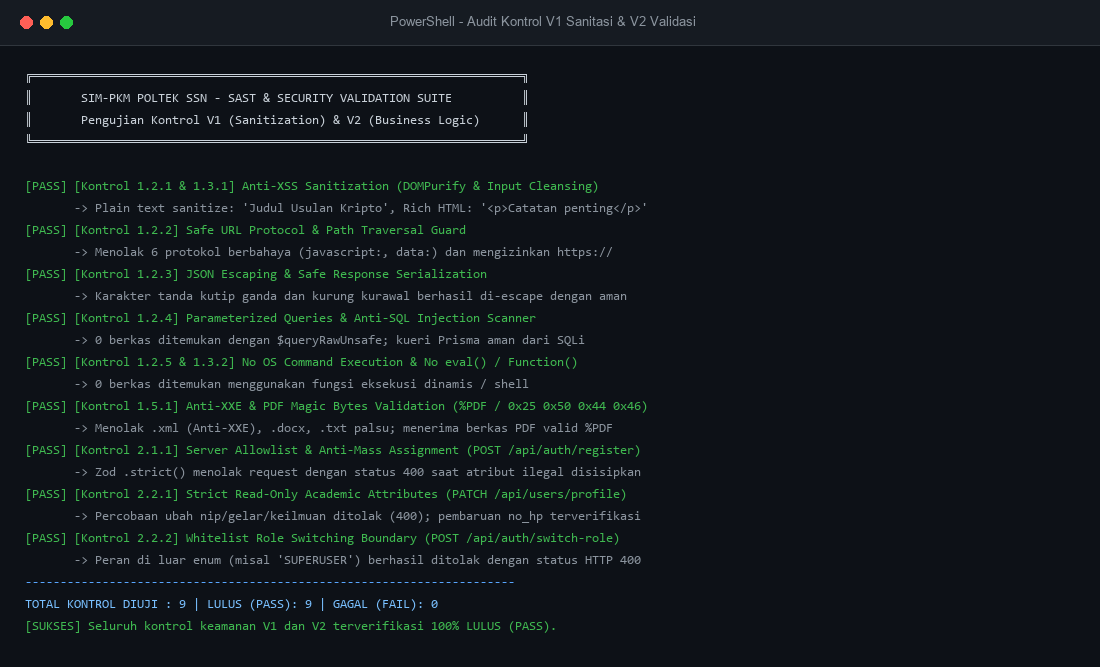 PowerShell - Audit Kontrol V1 Sanitasi & V2 Validasi
SIM-PKM POLTEK SSN - SAST & SECURITY VALIDATION SUITE
Pengujian Kontrol V1 (Sanitization) & V2 (Business Logic)
[PASS] [Kontrol 1.2.1 & 1.3.1] Anti-XSS Sanitization (DOMPurify & Input Cleansing)
-> Plain text sanitize: 'Judul Usulan Kripto', Rich HTML: '<p>Catatan penting</p>'
[PASS] [Kontrol 1.2.2] Safe URL Protocol & Path Traversal Guard
-> Menolak 6 protokol berbahaya (javascript:, data:) dan mengizinkan https://
[PASS] [Kontrol 1.2.3] JSON Escaping & Safe Response Serialization
-> Karakter tanda kutip ganda dan kurung kurawal berhasil di-escape dengan aman
[PASS] [Kontrol 1.2.4] Parameterized Queries & Anti-SQL Injection Scanner
-> 0 berkas ditemukan dengan $queryRawUnsafe; kueri Prisma aman dari SQLi
[PASS] [Kontrol 1.2.5 & 1.3.2] No OS Command Execution & No eval() / Function()
-> 0 berkas ditemukan menggunakan fungsi eksekusi dinamis / shell
[PASS] [Kontrol 1.5.1] Anti-XXE & PDF Magic Bytes Validation (%PDF / 0x25 0x50 0x44 0x46)
-> Menolak .xml (Anti-XXE), .docx, .txt palsu; menerima berkas PDF valid %PDF
[PASS] [Kontrol 2.1.1] Server Allowlist & Anti-Mass Assignment (POST /api/auth/register)
-> Zod .strict() menolak request dengan status 400 saat atribut ilegal disisipkan
[PASS] [Kontrol 2.2.1] Strict Read-Only Academic Attributes (PATCH /api/users/profile)
-> Percobaan ubah nip/gelar/keilmuan ditolak (400); pembaruan no_hp terverifikasi
[PASS] [Kontrol 2.2.2] Whitelist Role Switching Boundary (POST /api/auth/switch-role)
-> Peran di luar enum (misal 'SUPERUSER') berhasil ditolak dengan status HTTP 400
----------------------------------------------------------------------
TOTAL KONTROL DIUJI : 9 | LULUS (PASS): 9 | GAGAL (FAIL): 0
[SUKSES] Seluruh kontrol keamanan V1 dan V2 terverifikasi 100% LULUS (PASS).